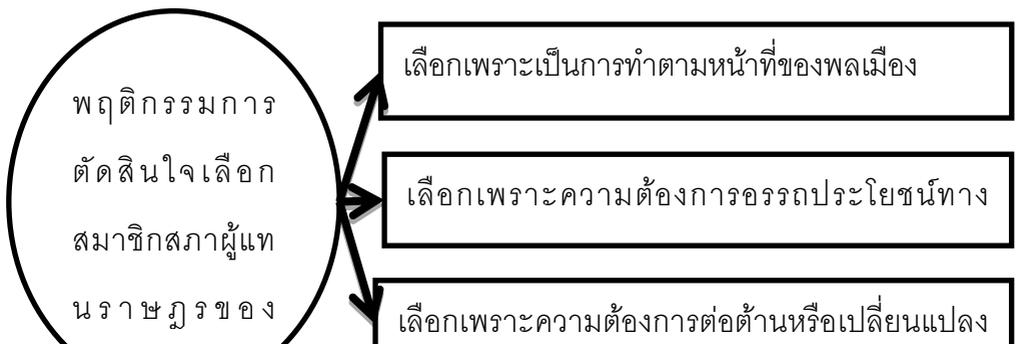 พฤติกรรมการ
ตัดสินใจเลือก
สมาชิกสภาผู้แท
นราษฎรของ
เลือกเพราะเป็นการทำตามหน้าที่ของพลเมือง
เลือกเพราะความต้องการอรรถประโยชน์ทาง
เลือกเพราะความต้องการต่อต้านหรือเปลี่ยนแปลง